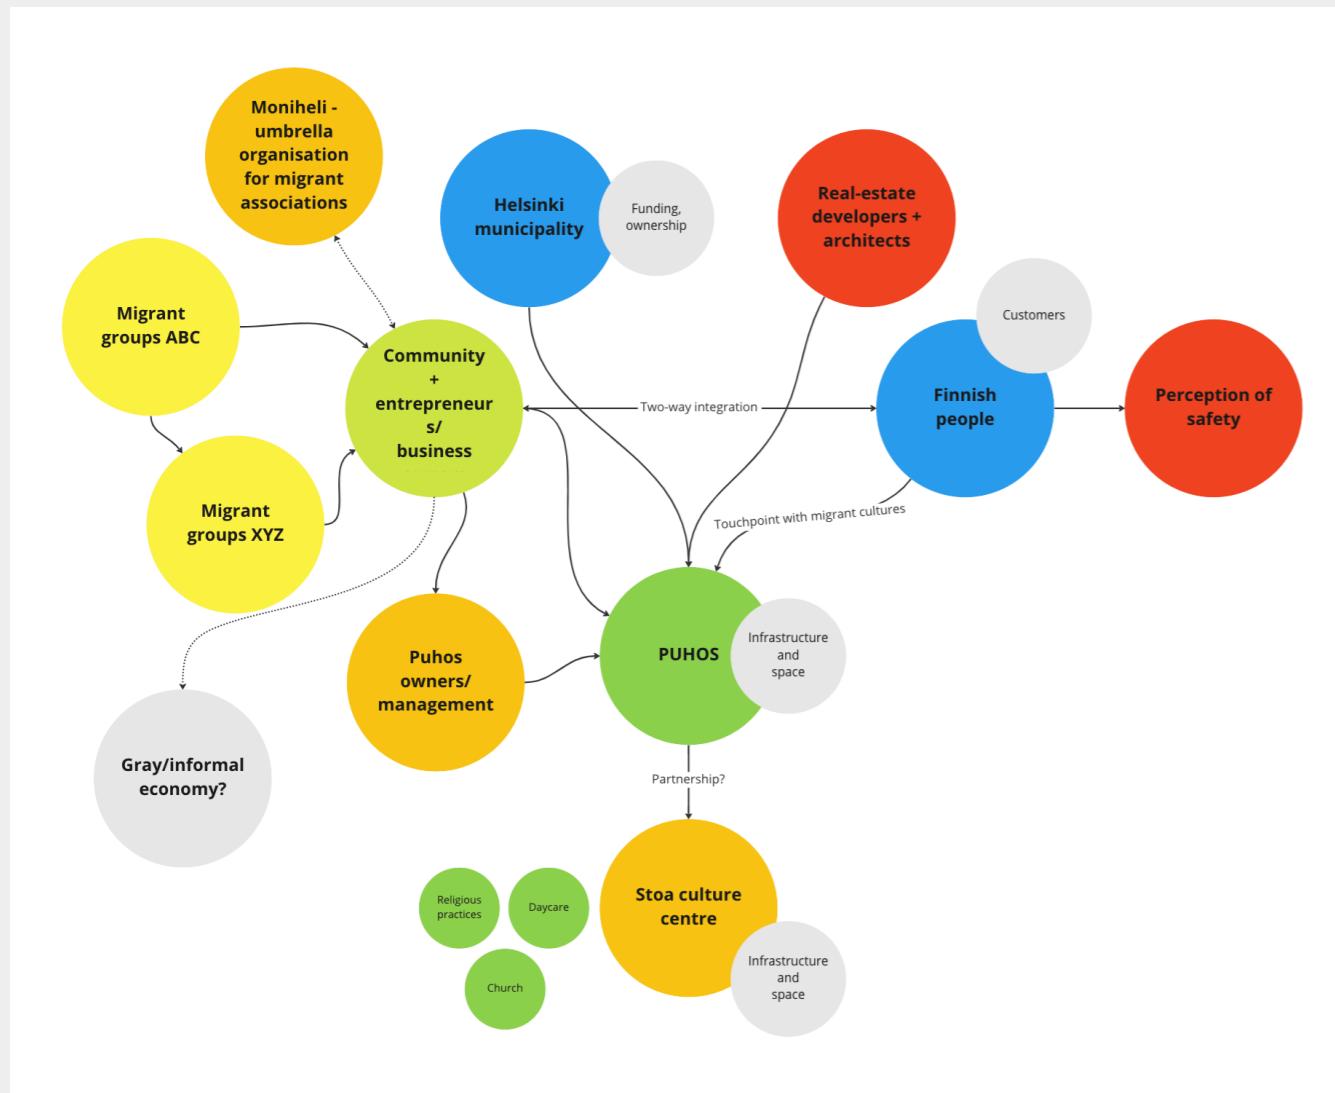 Moniheli -
umbrella
organisation
for migrant
associations
Helsinki
municipality
Funding,
ownership
Real-estate
developers +
architects
Customers
Migrant
groups ABC
Community
+
entrepreneur
s/
business
Two-way integration
Finnish
people
Perception of
safety
Migrant
groups XYZ
Touchpoint with migrant cultures
Puhos
owners/
management
PUHOS
Infrastructure
and
space
Gray/informal
economy?
Partnership?
Stoa culture
centre
Religious
practices
Daycare
Church
Infrastructure
and
space